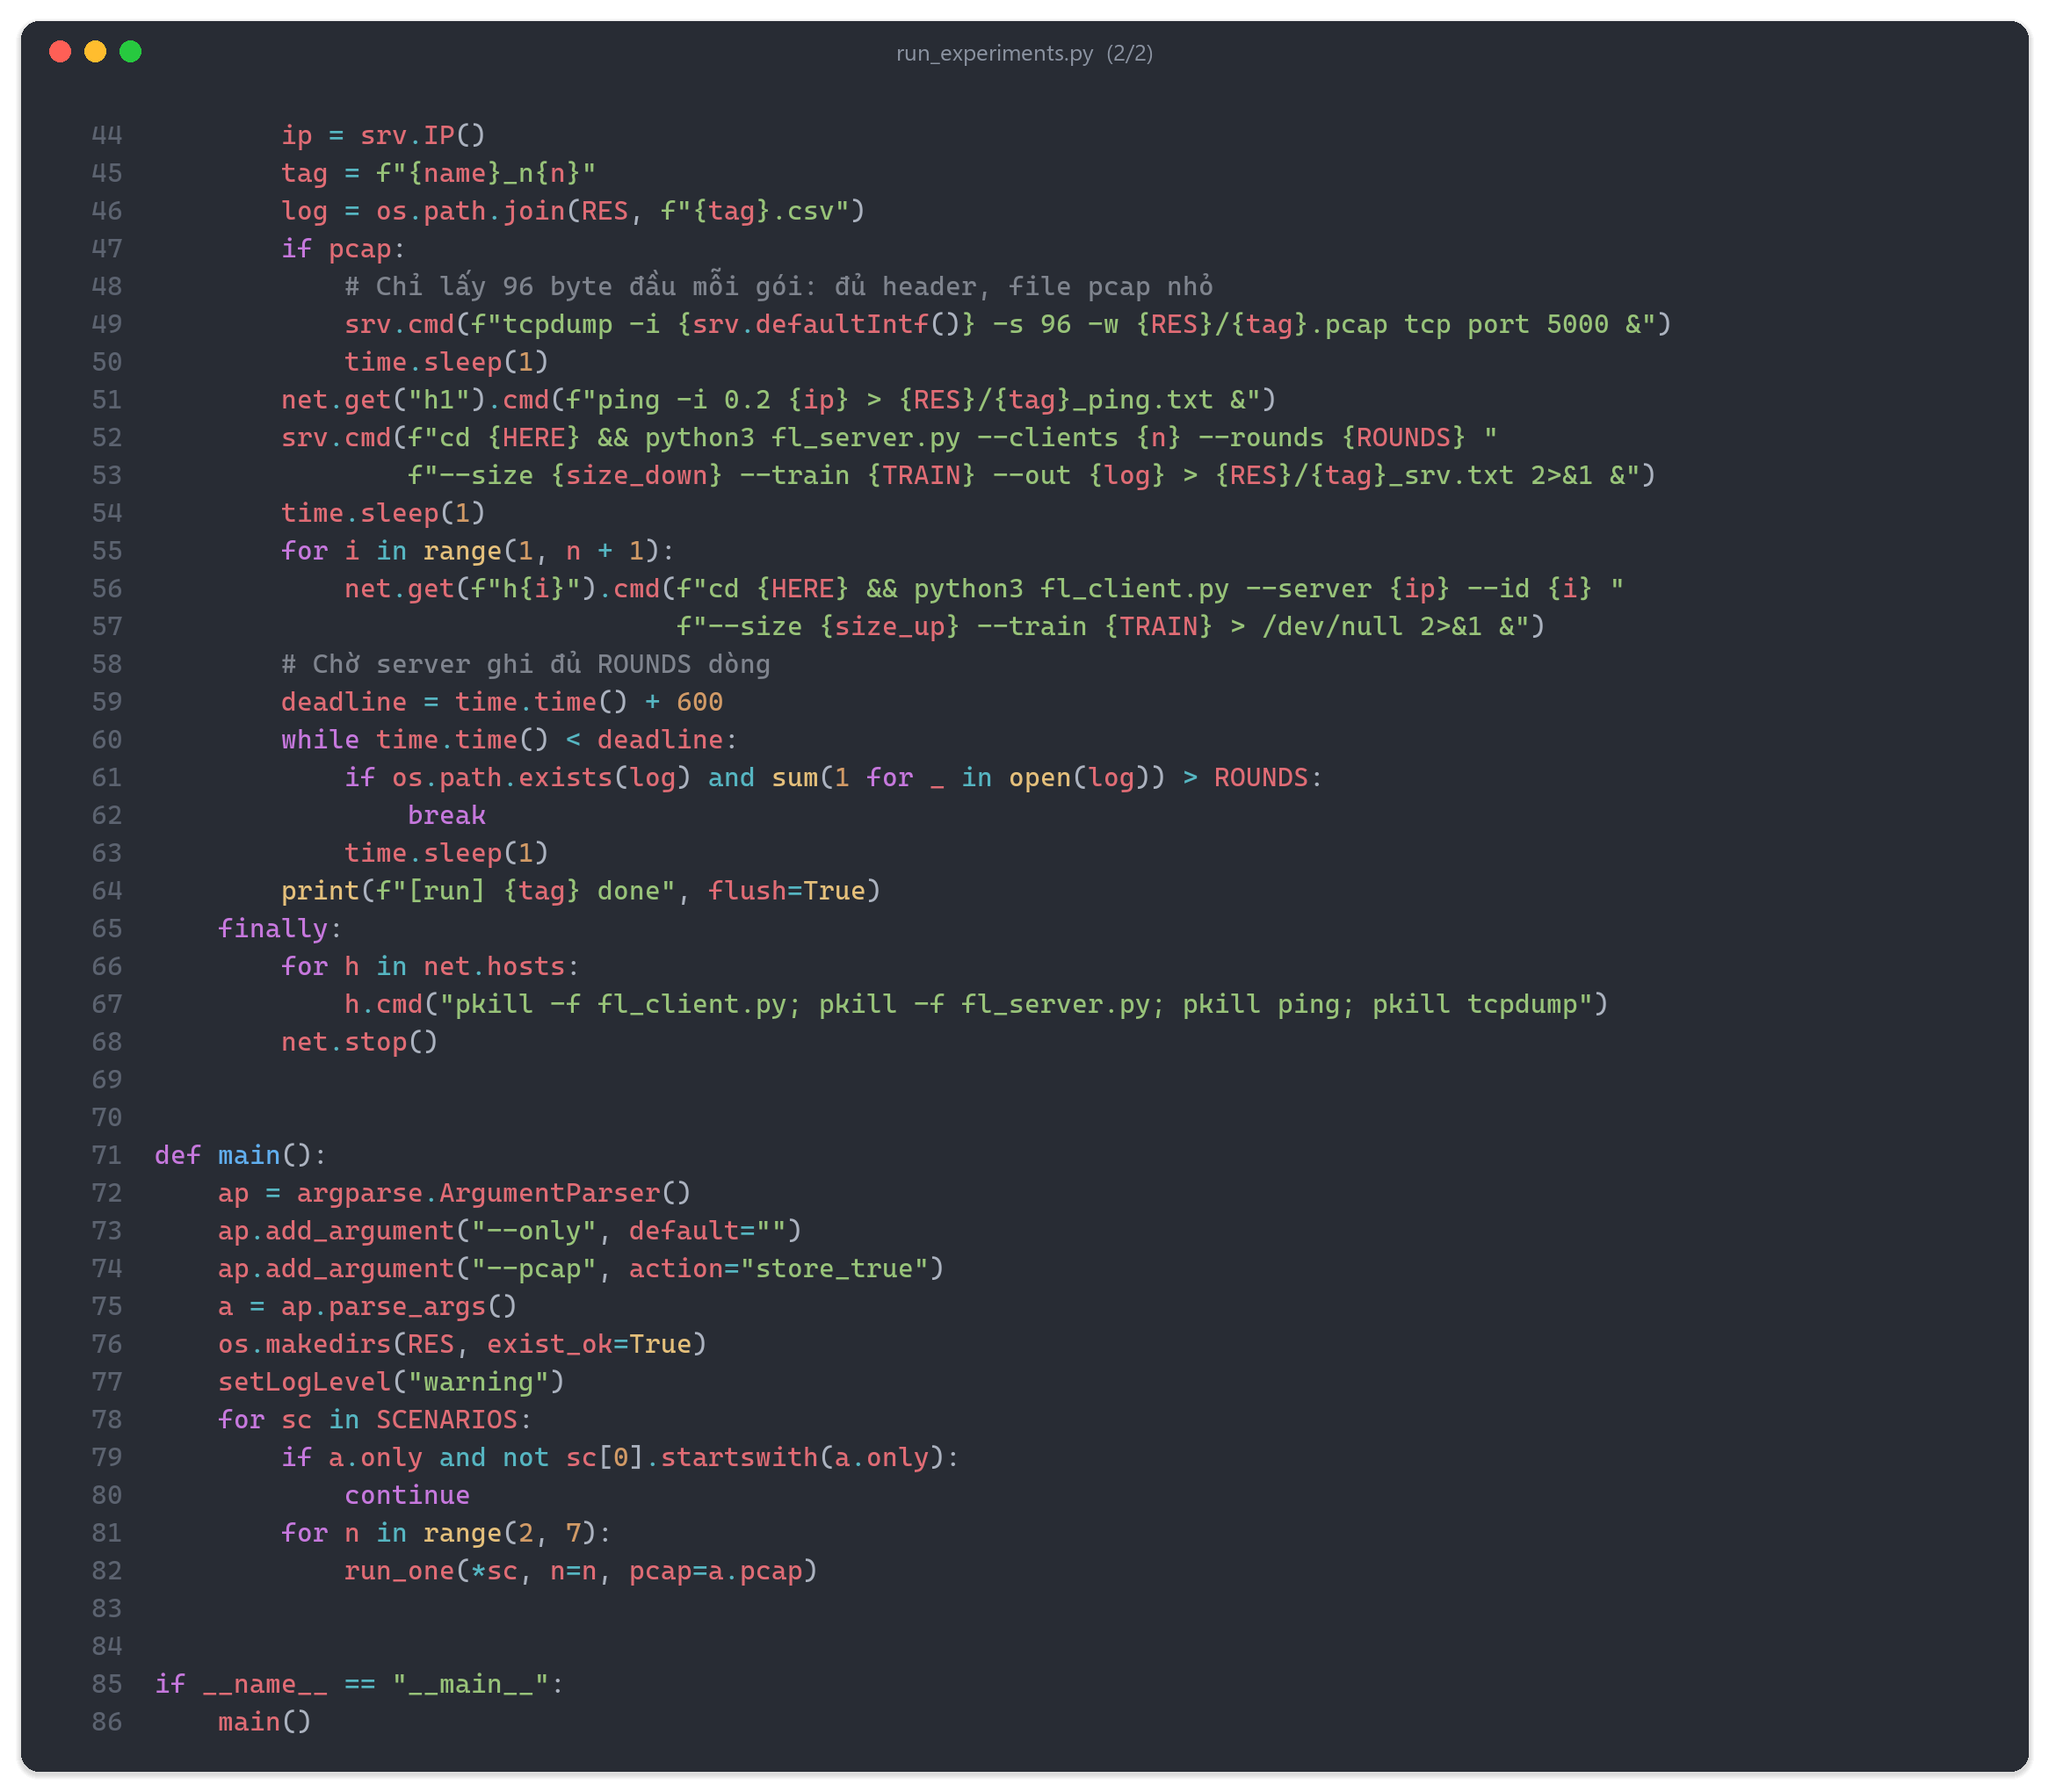 run_experiments.py (2/2)
44         ip = srv.IP()
45         tag = f"{name}_n{n}"
46         log = os.path.join(RES, f"{tag}.csv")
47         if pcap:
48             # Chỉ lấy 96 byte đầu mỗi gói: đủ header, file pcap nhỏ
49             srv.cmd(f"tcpdump -i {srv.defaultIntf()} -s 96 -w {RES}/{tag}.pcap tcp port 5000 &")
50             time.sleep(1)
51         net.get("h1").cmd(f"ping -i 0.2 {ip} > {RES}/{tag}_ping.txt &")
52         srv.cmd(f"cd {HERE} && python3 fl_server.py --clients {n} --rounds {ROUNDS} "
53                 f"--size {size_down} --train {TRAIN} --out {log} > {RES}/{tag}_srv.txt 2>&1 &")
54         time.sleep(1)
55         for i in range(1, n + 1):
56             net.get(f"h{i}").cmd(f"cd {HERE} && python3 fl_client.py --server {ip} --id {i} "
57                                  f"--size {size_up} --train {TRAIN} > /dev/null 2>&1 &")
58         # Chờ server ghi đủ ROUNDS dòng
59         deadline = time.time() + 600
60         while time.time() < deadline:
61             if os.path.exists(log) and sum(1 for _ in open(log)) > ROUNDS:
62                 break
63             time.sleep(1)
64         print(f"[run] {tag} done", flush=True)
65     finally:
66         for h in net.hosts:
67             h.cmd("pkill -f fl_client.py; pkill -f fl_server.py; pkill ping; pkill tcpdump")
68         net.stop()
69
70
71 def main():
72     ap = argparse.ArgumentParser()
73     ap.add_argument("--only", default="")
74     ap.add_argument("--pcap", action="store_true")
75     a = ap.parse_args()
76     os.makedirs(RES, exist_ok=True)
77     setLogLevel("warning")
78     for sc in SCENARIOS:
79         if a.only and not sc[0].startswith(a.only):
80             continue
81         for n in range(2, 7):
82             run_one(*sc, n=n, pcap=a.pcap)
83
84
85 if __name__ == "__main__":
86     main()